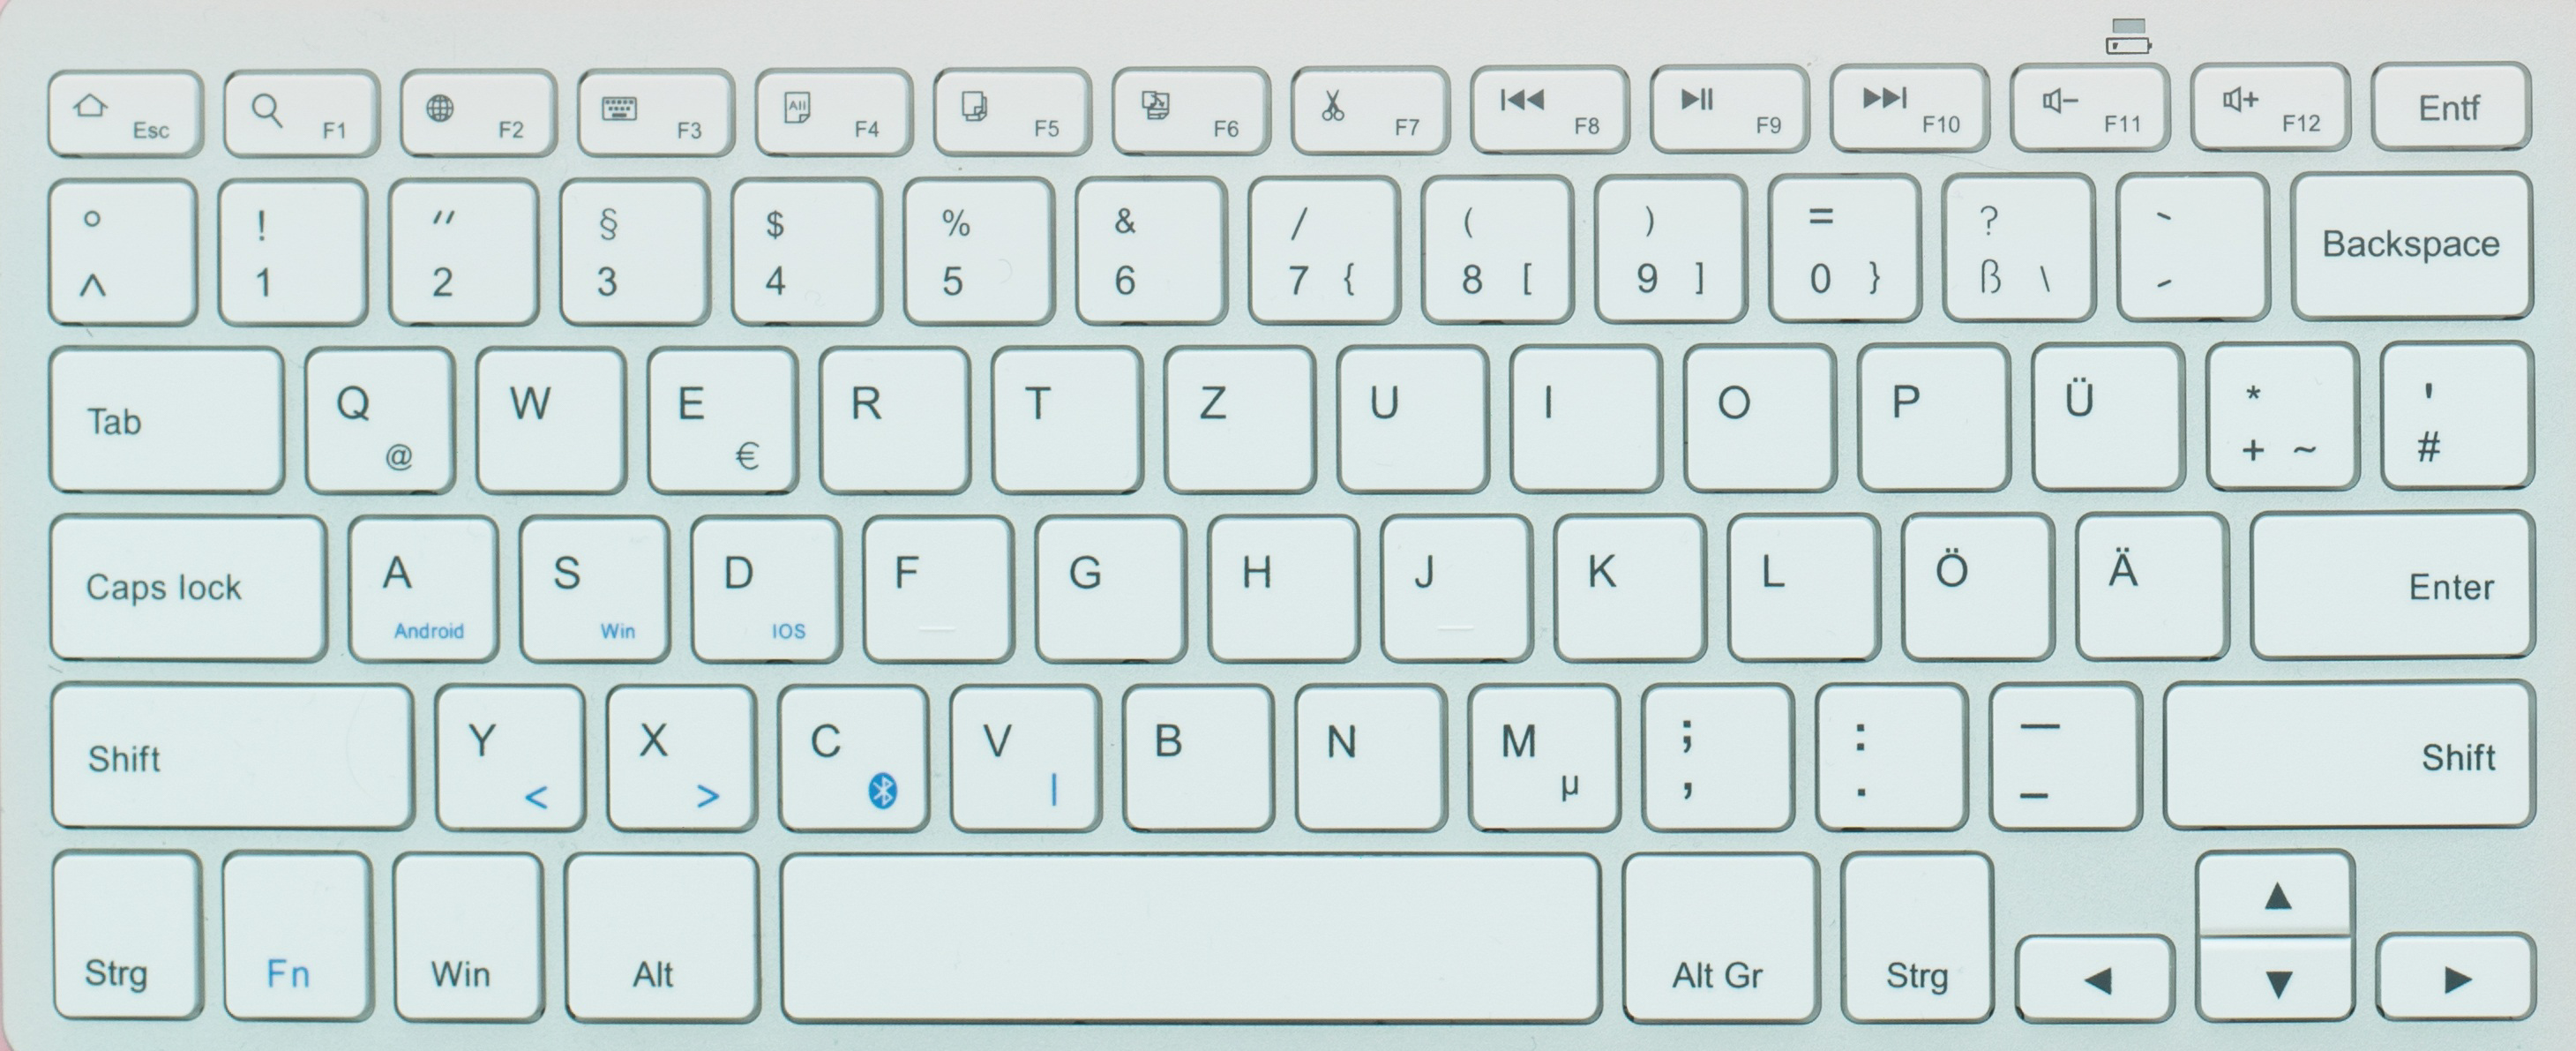 Esc F1 F2 F3 All F4 F5 F6 F7 F8 F9 F10 F11 F12 Entf
° ! " § $ % & / ( ) = ? `
^ 1 2 3 4 5 6 7 { 8 [ 9 ] 0 } ß \ ´ Backspace
Tab Q @ W E € R T Z U I O P Ü * + ~ ' #
Caps lock A Android S Win D IOS F G H J K L Ö Ä Enter
Shift Y < X > C V | B N M µ ; , : . — _ Shift
Strg Fn Win Alt Alt Gr Strg ◀ ▲ ▼ ▶